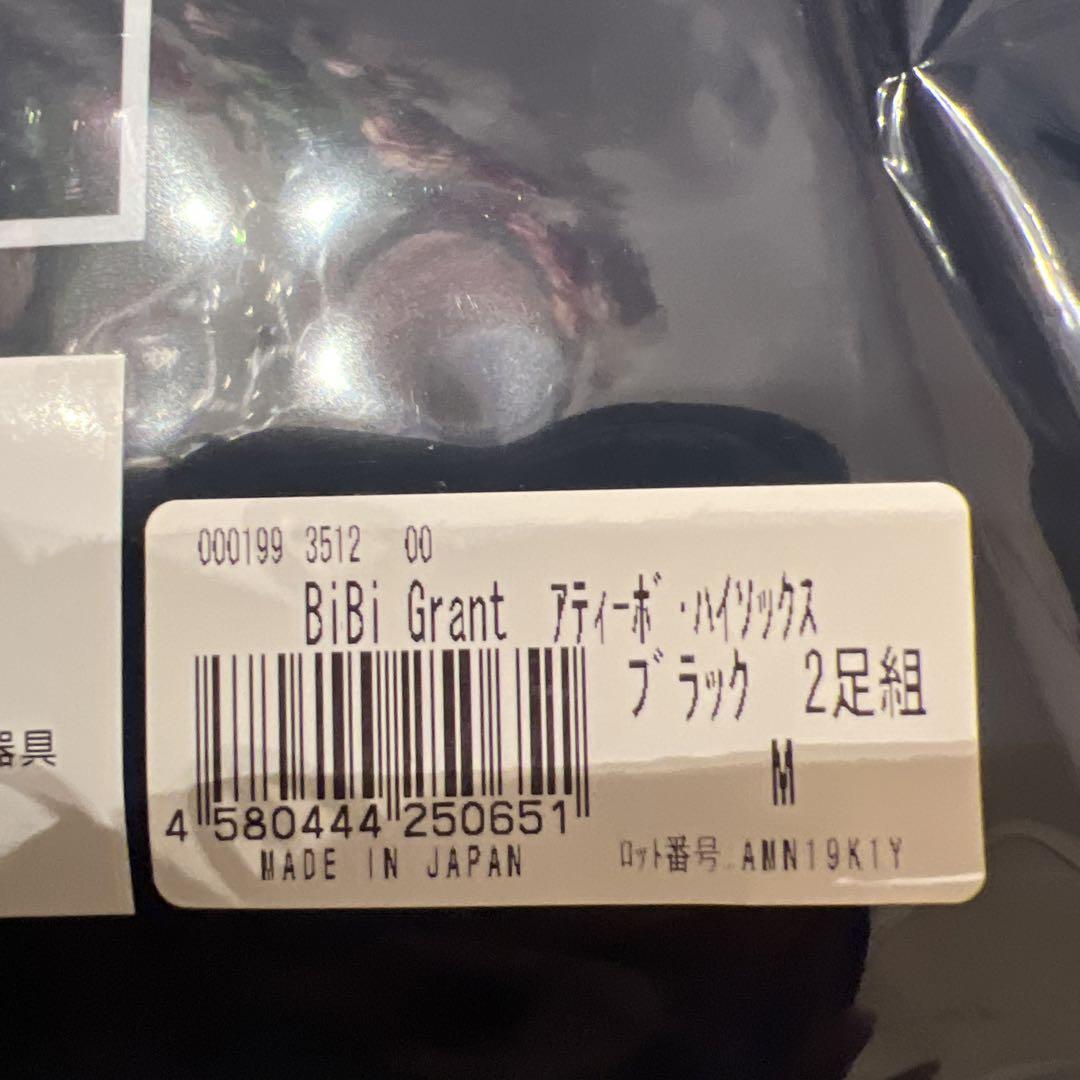 000199 3512 00
BiBi Grant アティーボ・ハイソックス
ブラック 2足組
M
4 580444 250651
MADE IN JAPAN
ロット番号 AMN19K1Y
器具